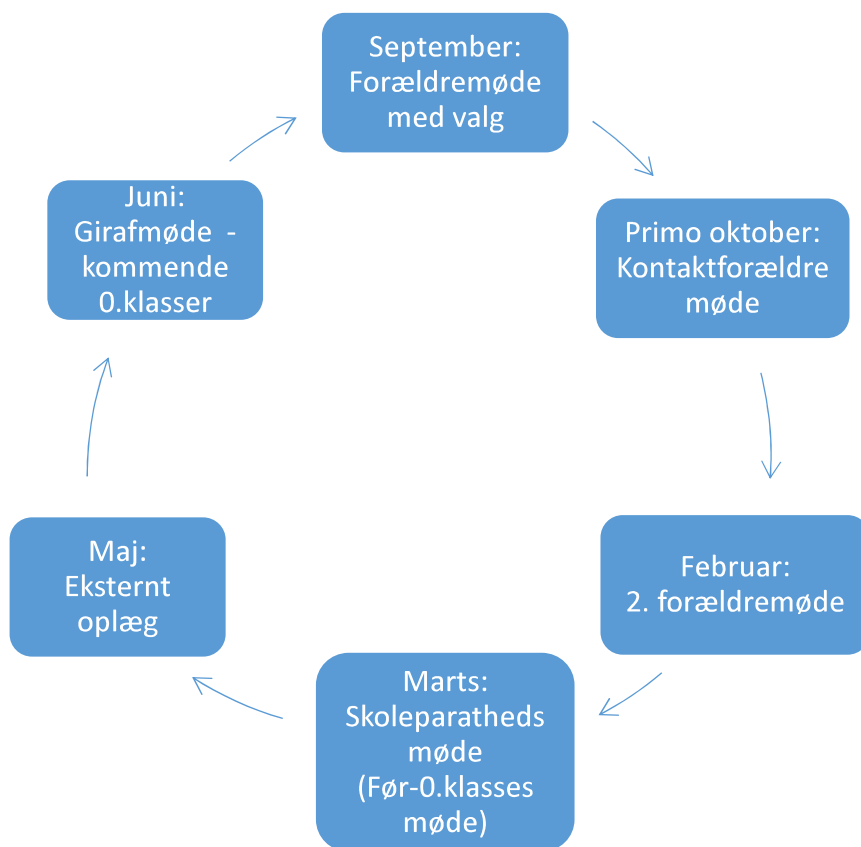 September:
Forældremøde
med valg
Primo oktober:
Kontaktforældre
møde
Februar:
2. forældremøde
Marts:
Skoleparatheds
møde
(Før-0.klasses
møde)
Maj:
Eksternt
oplæg
Juni:
Girafmøde -
kommende
0.klasser